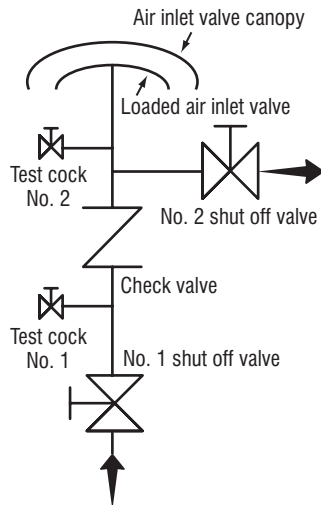 Air inlet valve canopy
Loaded air inlet valve
Test cock
No. 2
No. 2 shut off valve
Check valve
Test cock
No. 1
No. 1 shut off valve